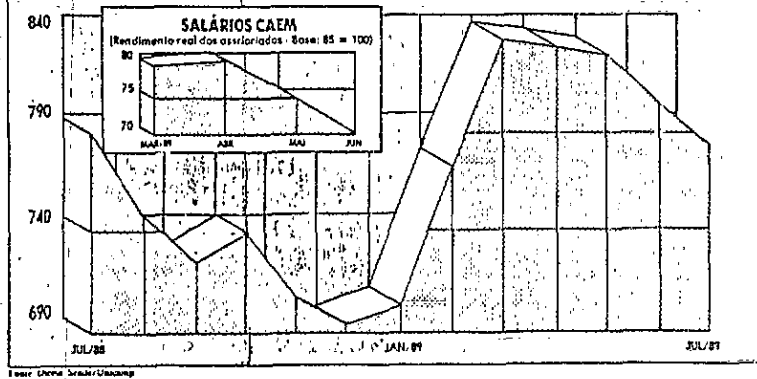 SALÁRIOS CAEM
(Rendimento real dos assalariados - Base: 85 = 100)
80
75
70
MAR/89 ABR MAI JUN
840
790
740
690
JUL/88 JAN/89 JUL/89